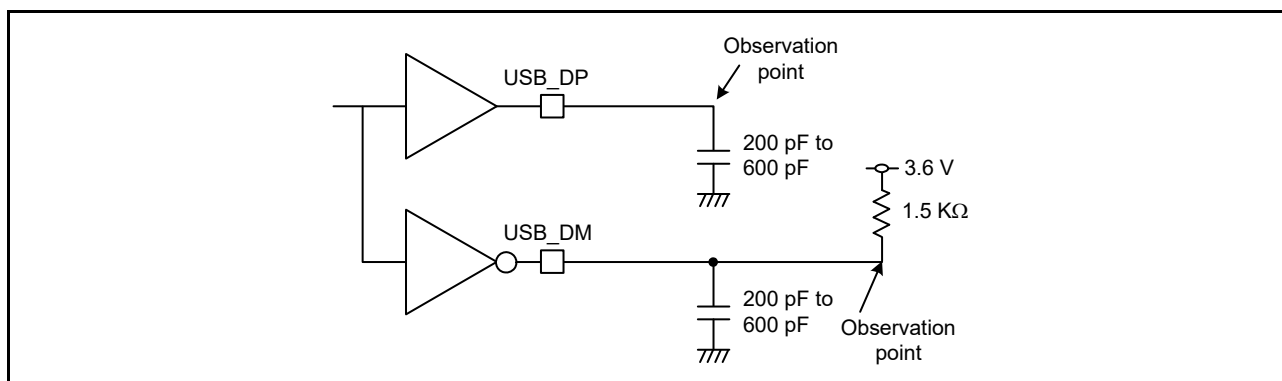 Observation
point
USB_DP
200 pF to
600 pF
3.6 V
1.5 KΩ
USB_DM
200 pF to
600 pF
Observation
point